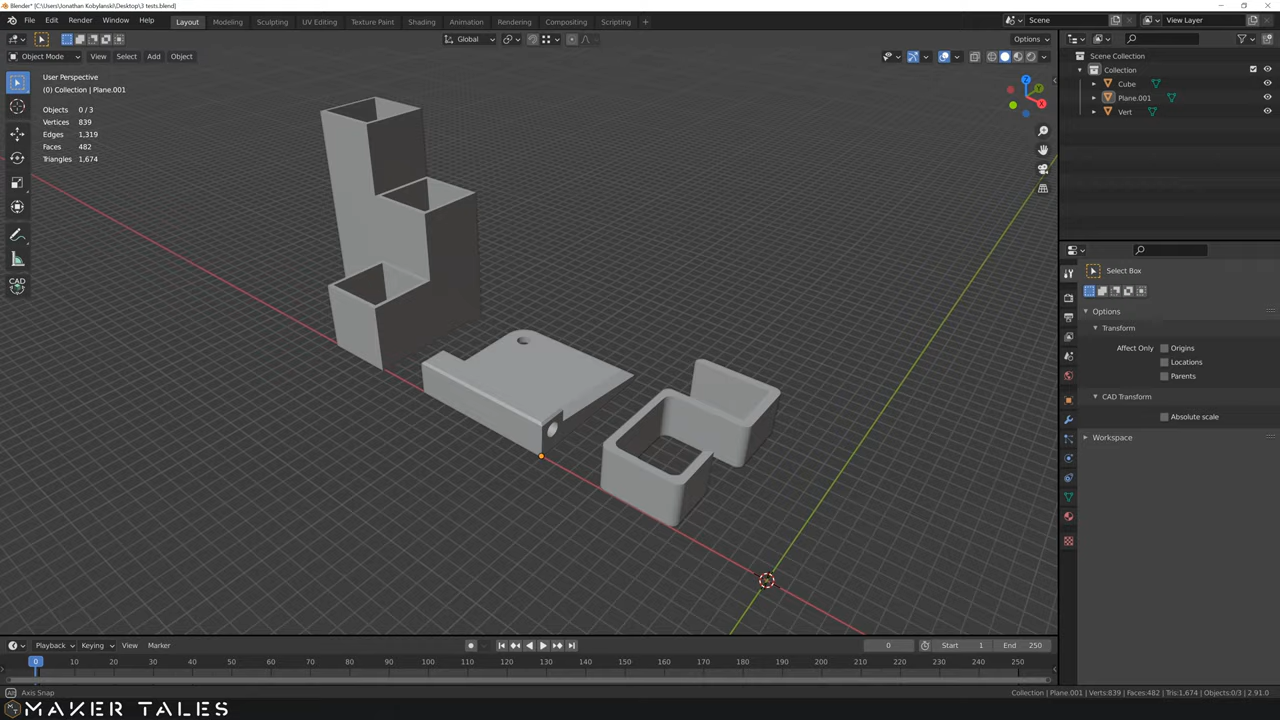 Blender* [C:\Users\Jonathan Kobylanski\Desktop\3 tests.blend]
File Edit Render Window Help Layout Modeling Sculpting UV Editing Texture Paint Shading Animation Rendering Compositing Scripting + Scene View Layer
Global Options
Object Mode View Select Add Object
User Perspective
(0) Collection | Plane.001
Objects 0 / 3
Vertices 839
Edges 1,319
Faces 482
Triangles 1,674
CAD
Z
Y
X
Scene Collection
Collection
Cube
Plane.001
Vert
Select Box
Options
Transform
Affect Only Origins
Locations
Parents
CAD Transform
Absolute scale
Workspace
Playback Keying View Marker 0 Start 1 End 250
0 10 20 30 40 50 60 70 80 90 100 110 120 130 140 150 160 170 180 190 200 210 220 230 240 250
Alt Axis Snap
Collection | Plane.001 | Verts:839 | Faces:482 | Tris:1,674 | Objects:0/3 | 2.91.0
MAKER TALES